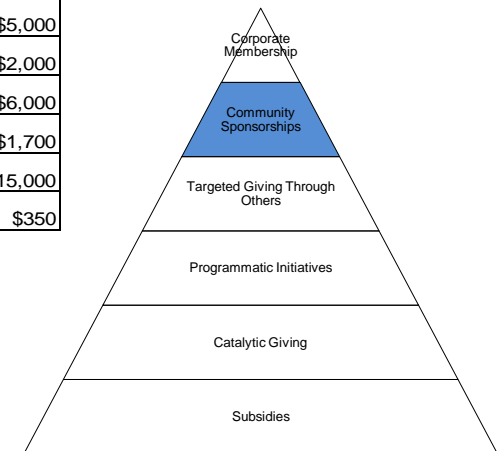 $5,000
$2,000
$6,000
$1,700
15,000
$350
Corporate
Membership
Community
Sponsorships
Targeted Giving Through
Others
Programmatic Initiatives
Catalytic Giving
Subsidies